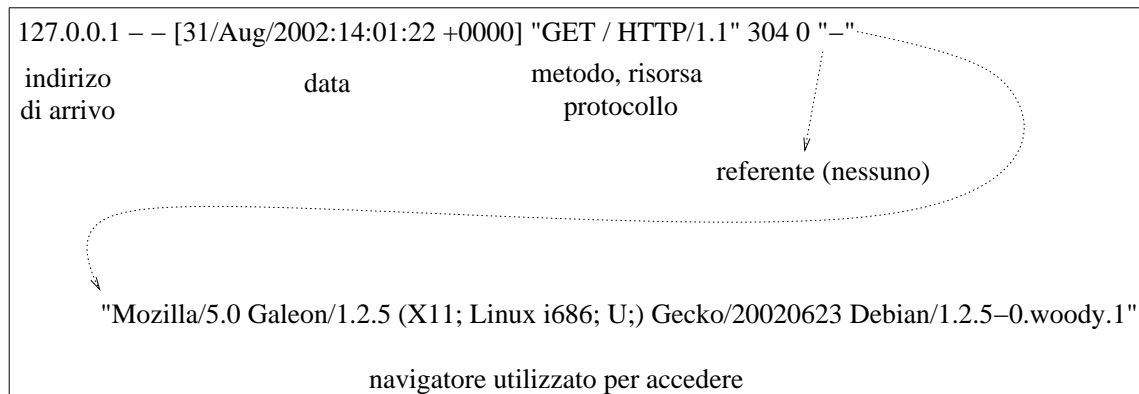 127.0.0.1 – – [31/Aug/2002:14:01:22 +0000] "GET / HTTP/1.1" 304 0 "–"
indirizo
di arrivo
data
metodo, risorsa
protocollo
referente (nessuno)
"Mozilla/5.0 Galeon/1.2.5 (X11; Linux i686; U;) Gecko/20020623 Debian/1.2.5–0.woody.1"
navigatore utilizzato per accedere